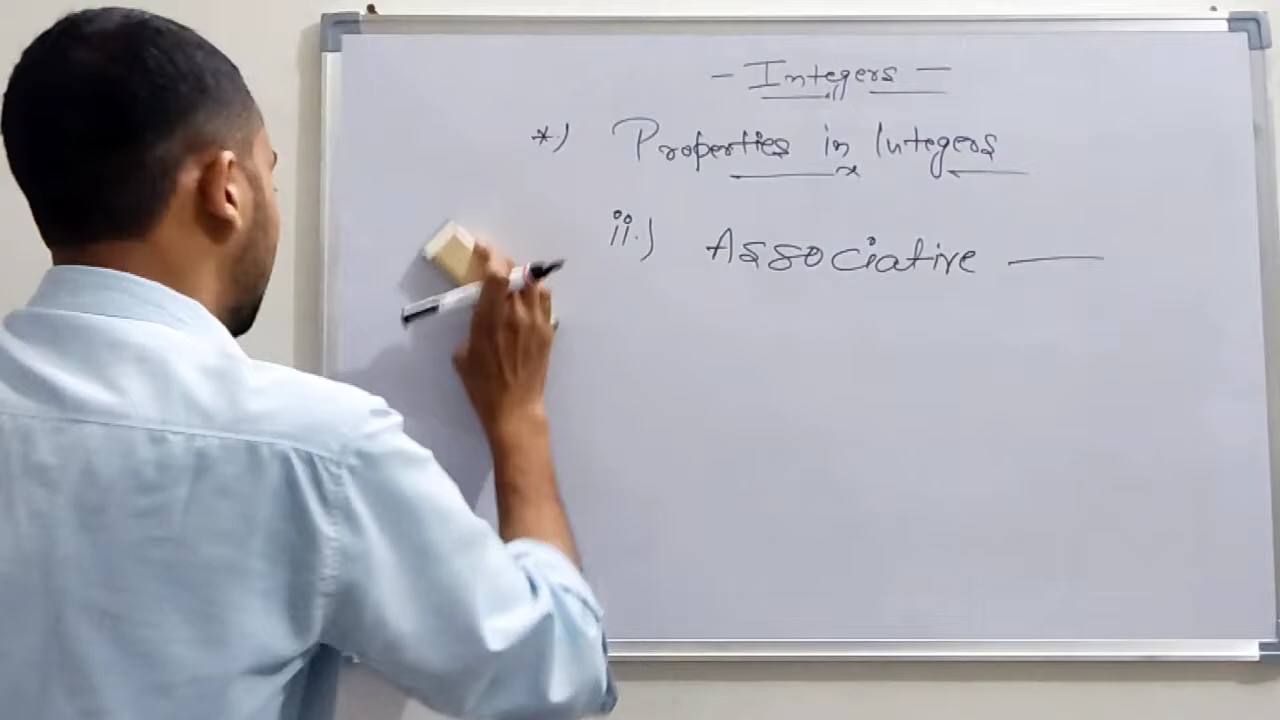 - Integers -
*.) Properties in Integers
ii.) Associative —